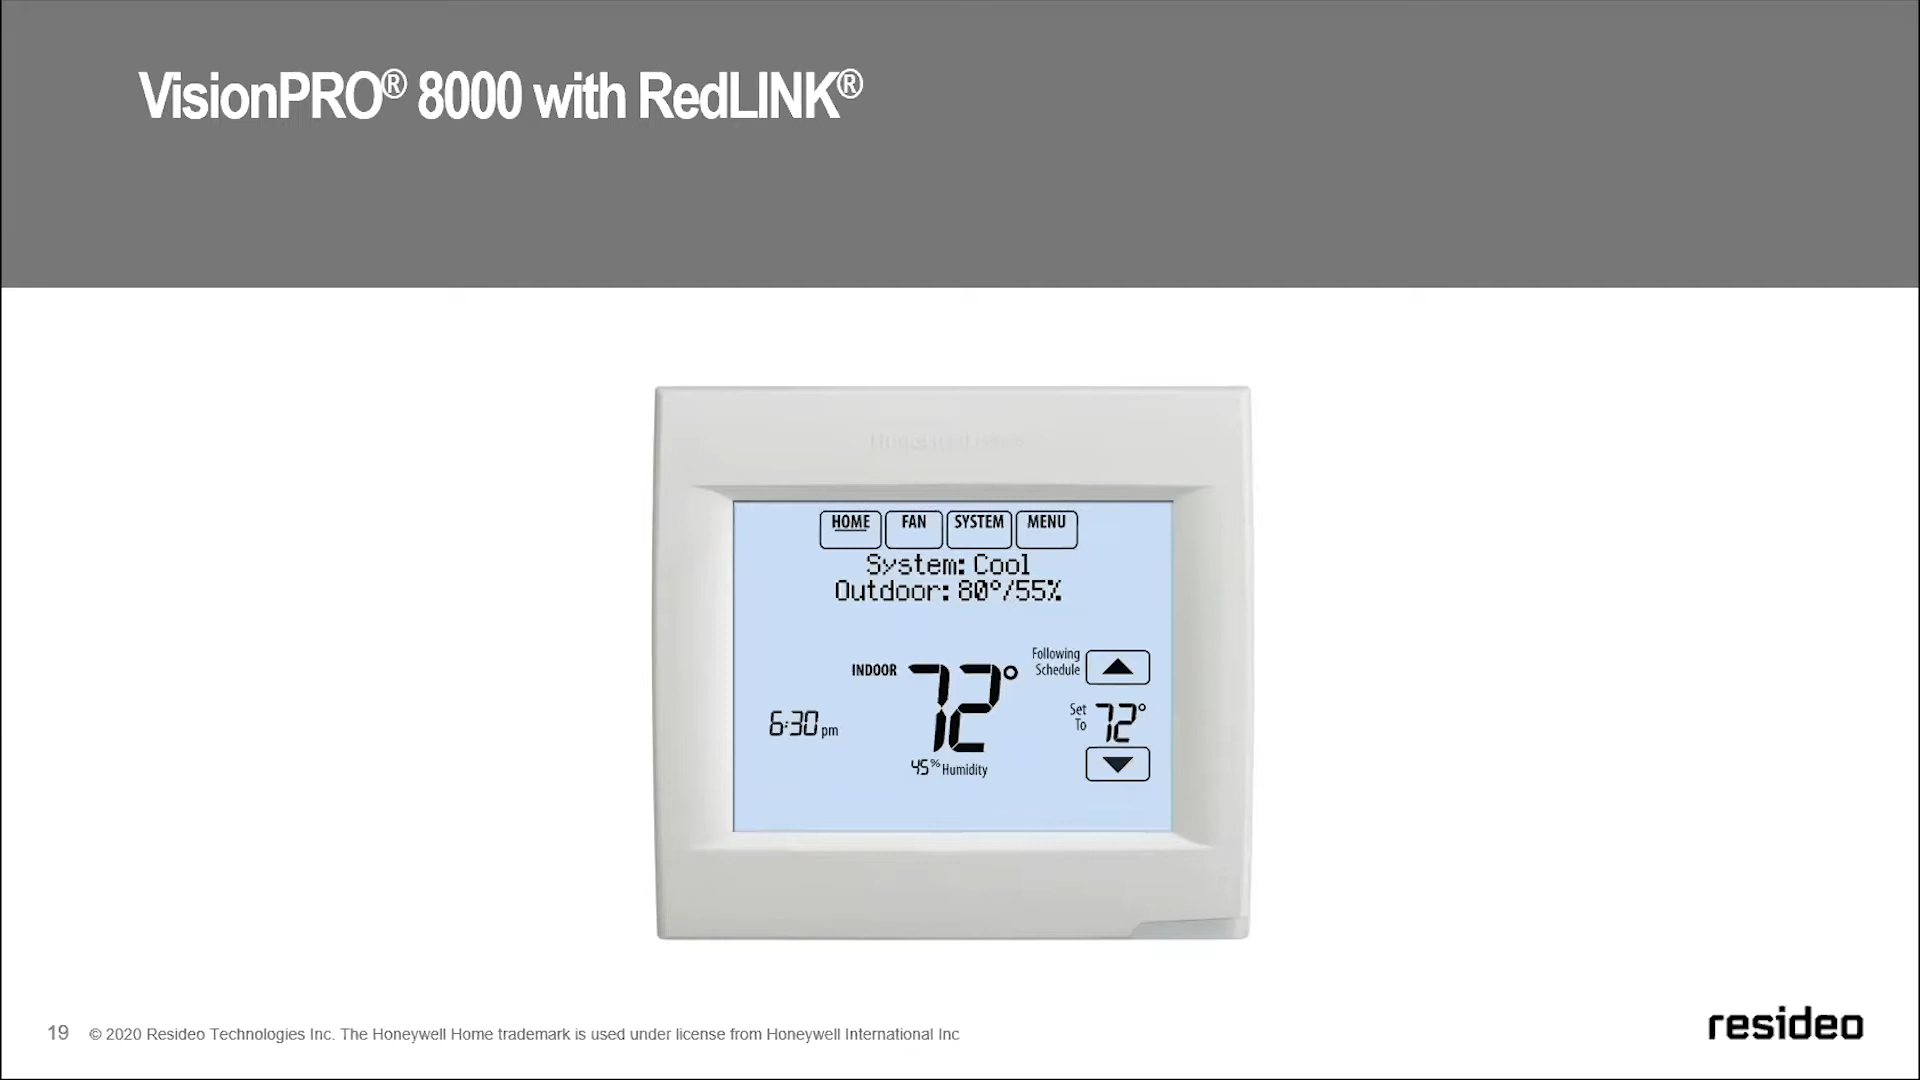 VisionPRO® 8000 with RedLINK®
HOME FAN SYSTEM MENU
System: Cool
Outdoor: 80°/55%
INDOOR 72°
Following
Schedule
Set
To 72°
6:30 pm
45% Humidity
19 © 2020 Resideo Technologies Inc. The Honeywell Home trademark is used under license from Honeywell International Inc
resideo